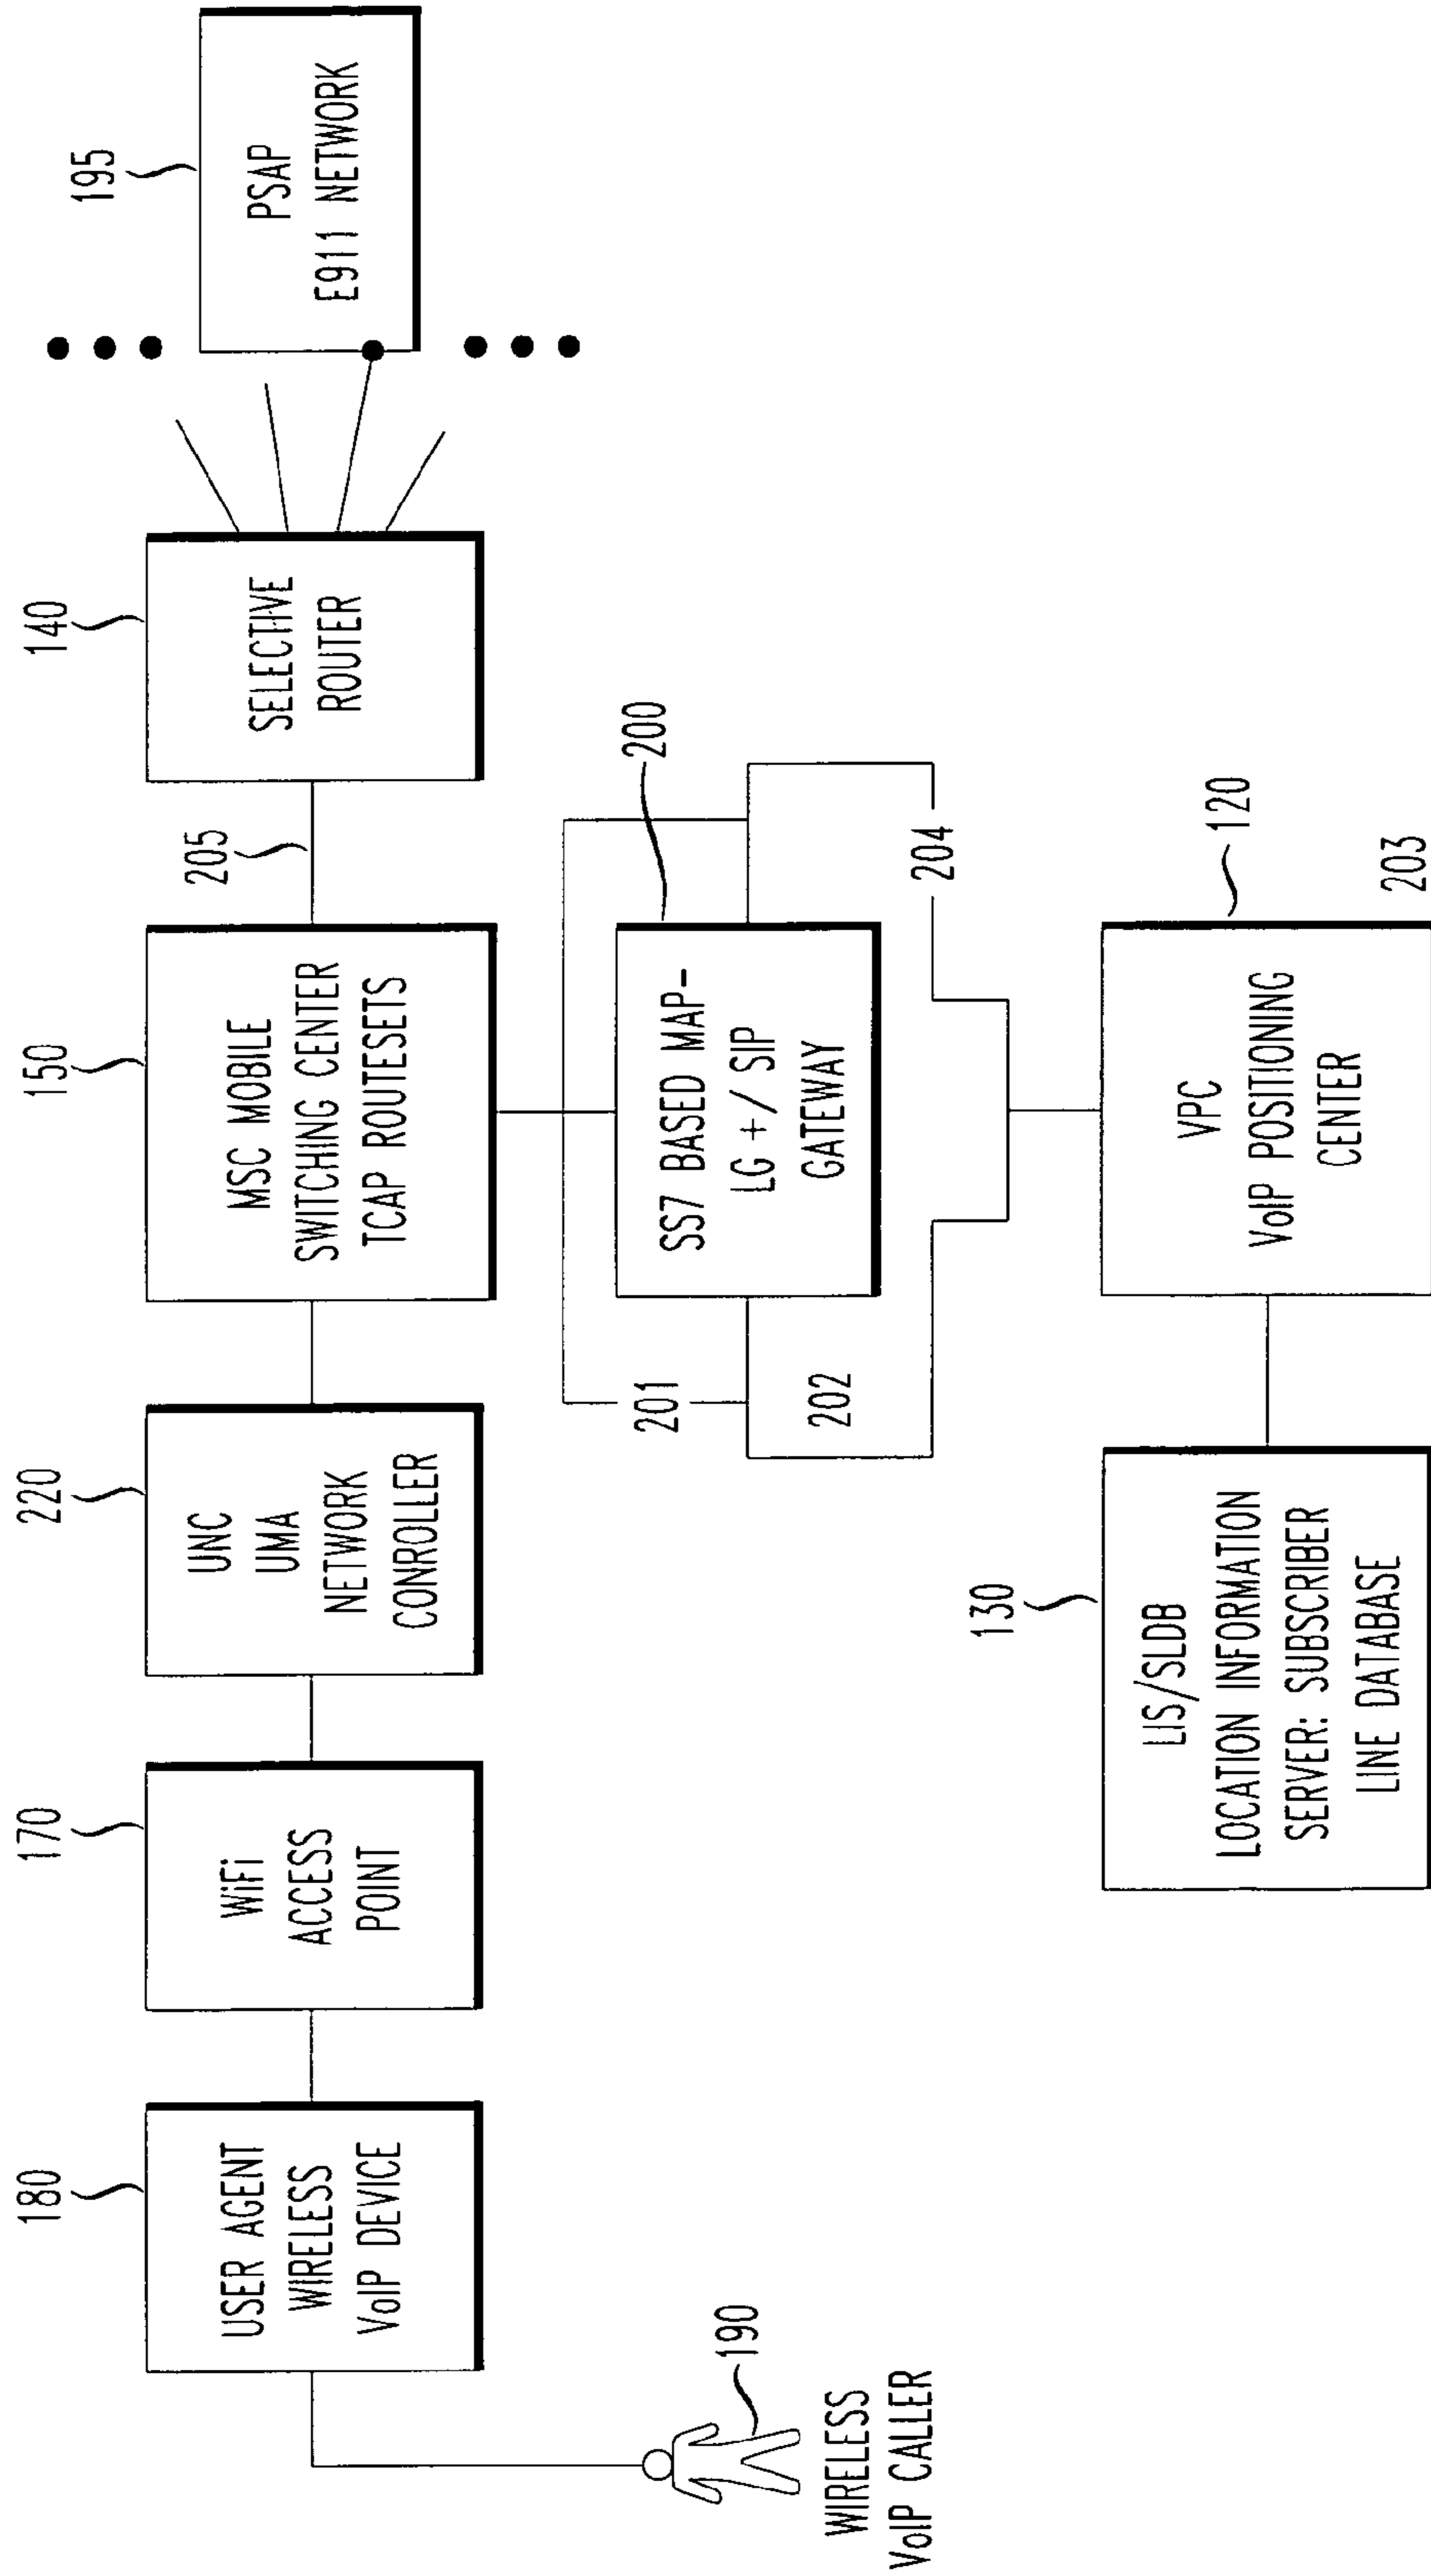 180
USER AGENT
WIRELESS
VoIP DEVICE
170
WiFi
ACCESS
POINT
220
UNC
UMA
NETWORK
CONROLLER
150
MSC MOBILE
SWITCHING CENTER
TCAP ROUTESETS
205
140
SELECTIVE
ROUTER
195
PSAP
E911 NETWORK
190
WIRELESS
VoIP CALLER
201
202
200
SS7 BASED MAP-
LG +/ SIP
GATEWAY
204
130
LIS/SLDB
LOCATION INFORMATION
SERVER: SUBSCRIBER
LINE DATABASE
120
VPC
VoIP POSITIONING
CENTER
203